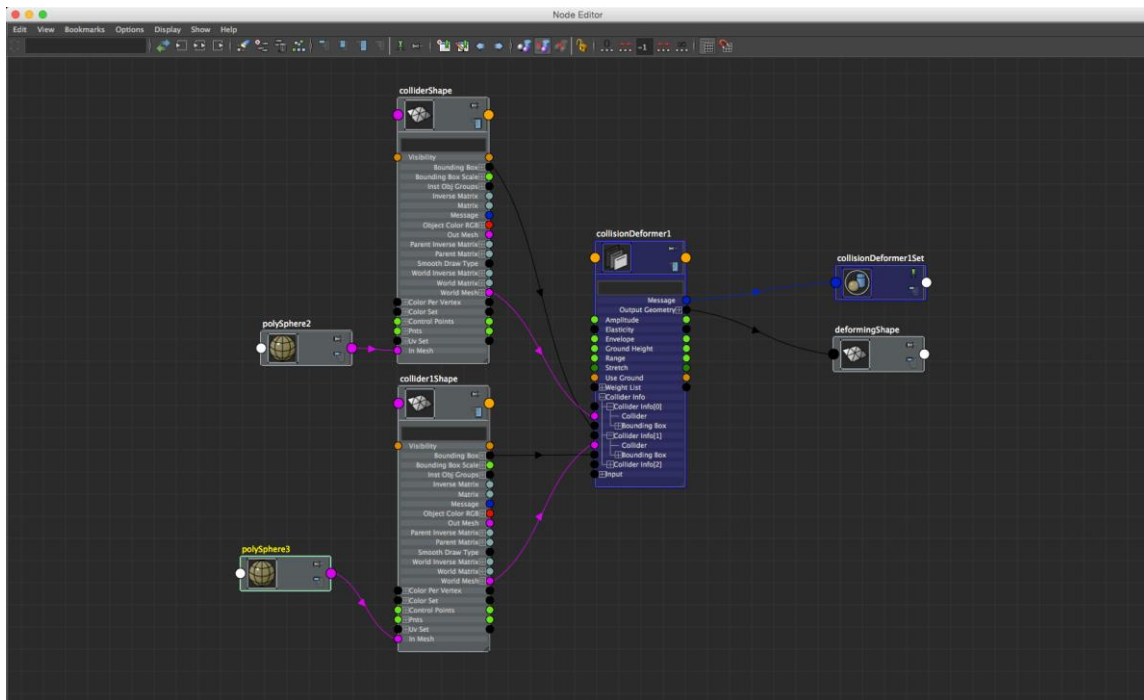 Node Editor
Edit View Bookmarks Options Display Show Help
-1
colliderShape
Visibility
Bounding Box
Bounding Box Scale
Inst Obj Groups
Inverse Matrix
Matrix
Message
Object Color RGB
Out Mesh
Parent Inverse Matrix
Parent Matrix
Smooth Draw Type
World Inverse Matrix
World Matrix
World Mesh
Color Per Vertex
Color Set
Control Points
Pnts
Uv Set
In Mesh
polySphere2
collider1Shape
Visibility
Bounding Box
Bounding Box Scale
Inst Obj Groups
Inverse Matrix
Matrix
Message
Object Color RGB
Out Mesh
Parent Inverse Matrix
Parent Matrix
Smooth Draw Type
World Inverse Matrix
World Matrix
World Mesh
Color Per Vertex
Color Set
Control Points
Pnts
Uv Set
In Mesh
polySphere3
collisionDeformer1
Message
Output Geometry
Amplitude
Elasticity
Envelope
Ground Height
Range
Stretch
Use Ground
Weight List
Collider Info
Collider Info[0]
Collider
Bounding Box
Collider Info[1]
Collider
Bounding Box
Collider Info[2]
Input
collisionDeformer1Set
deformingShape